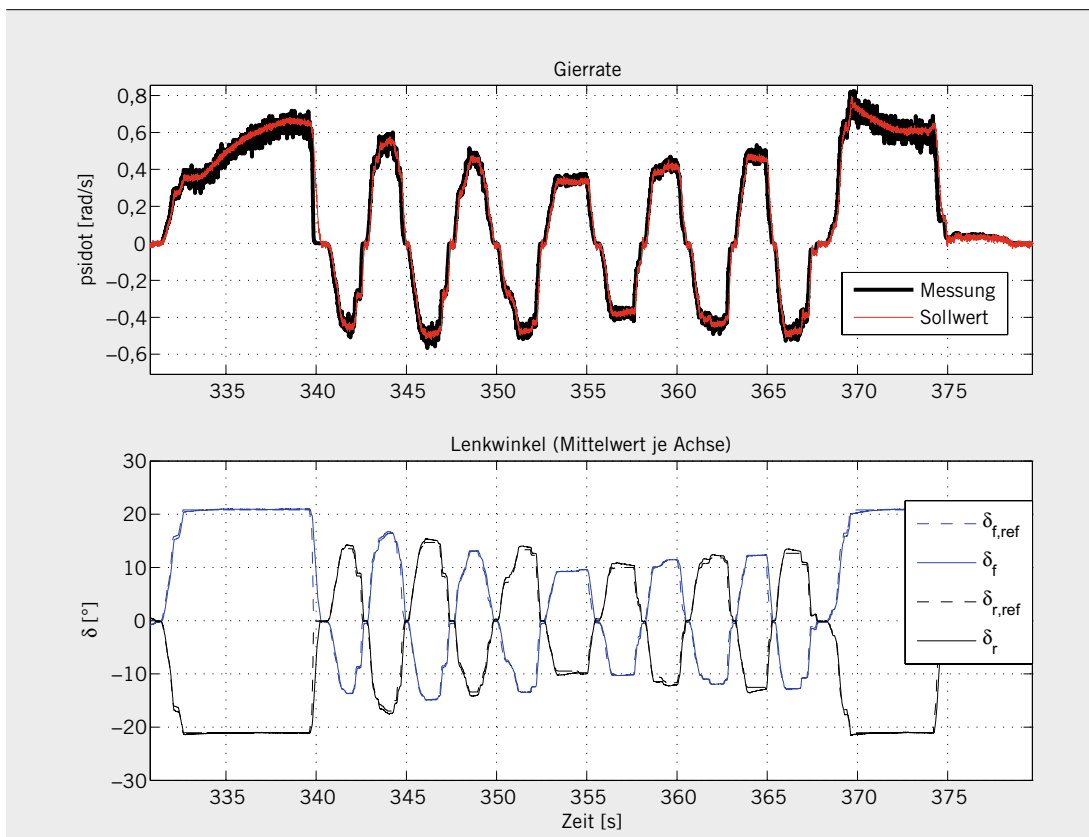 Gierrate
0,8
0,6
0,4
0,2
0
−0,2
−0,4
−0,6
psidot [rad/s]
Messung
Sollwert
335 340 345 350 355 360 365 370 375
Lenkwinkel (Mittelwert je Achse)
30
20
10
0
−10
−20
−30
δ [°]
δf,ref
δf
δr,ref
δr
335 340 345 350 355 360 365 370 375
Zeit [s]